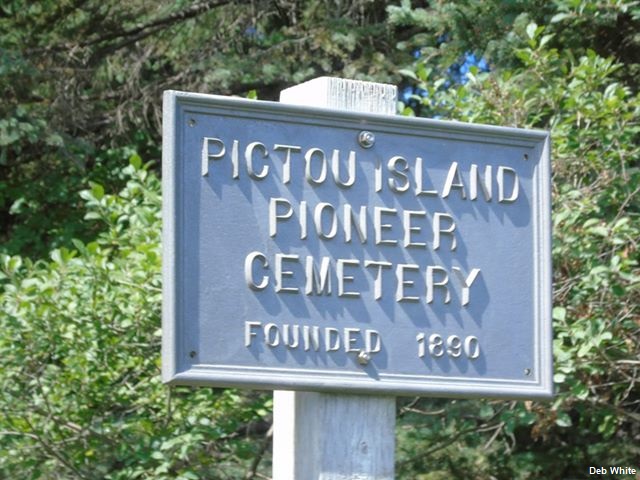 PICTOU ISLAND
PIONEER
CEMETERY
FOUNDED 1890
Deb White